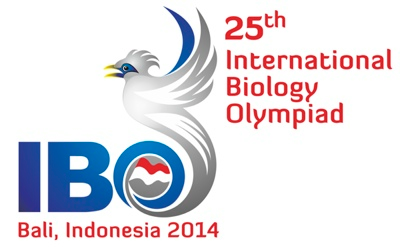 25th
International
Biology
Olympiad
IBO
Bali, Indonesia 2014